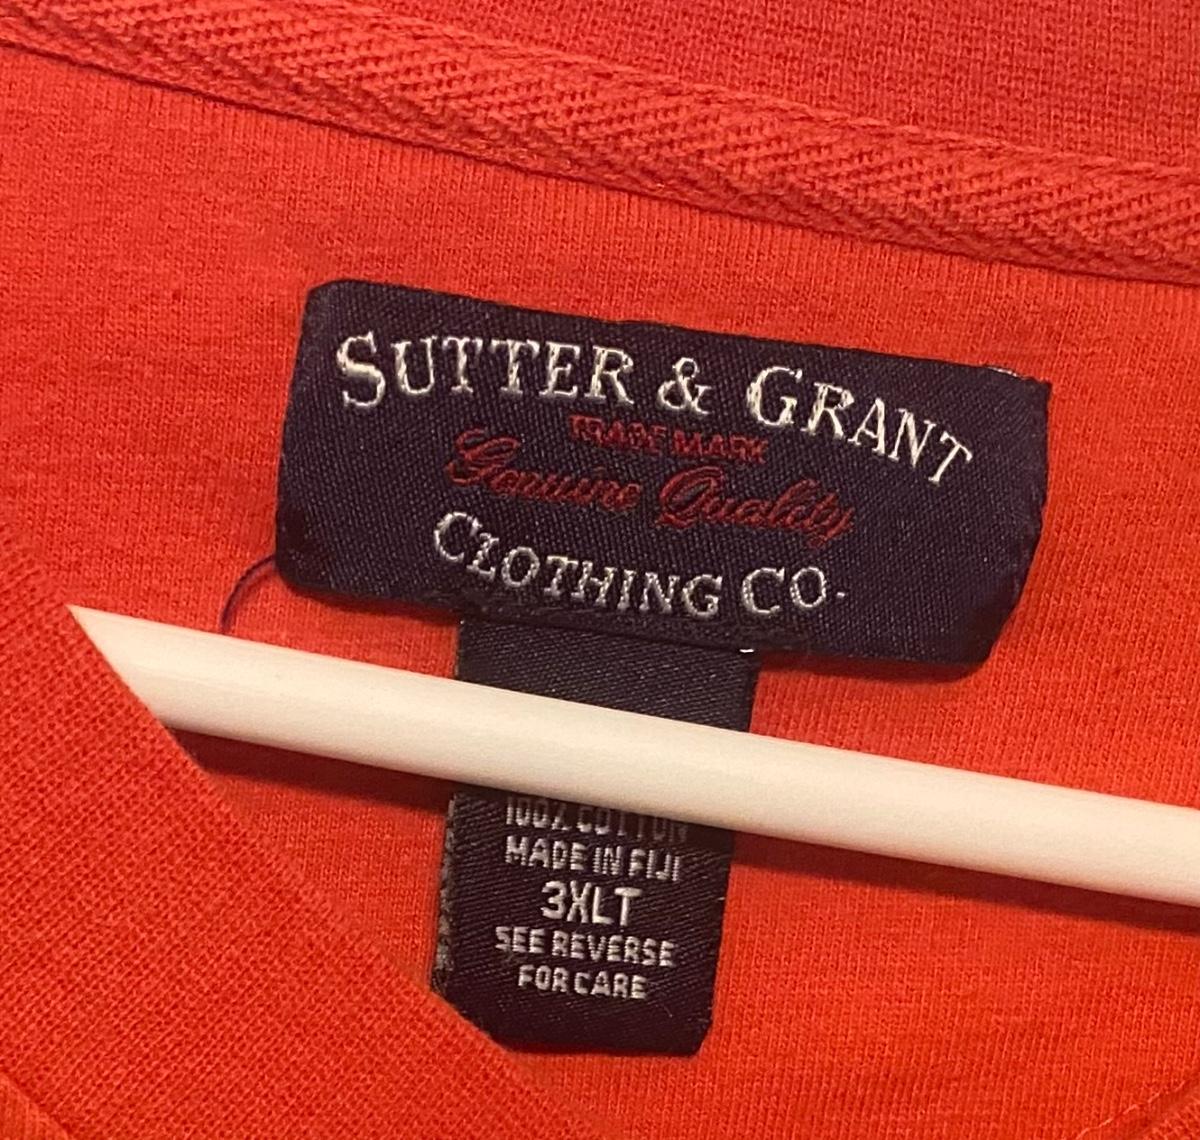 SUTTER & GRANT
TRADE MARK
Genuine Quality
CLOTHING CO.
100% COTTON
MADE IN FIJI
3XLT
SEE REVERSE
FOR CARE